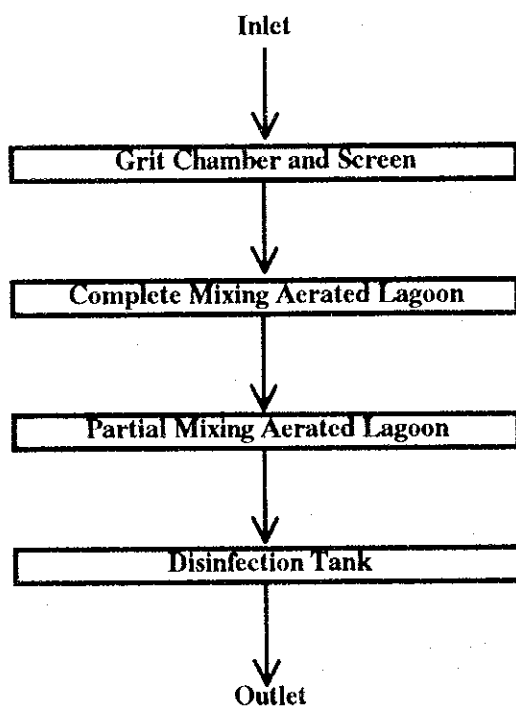 Inlet
Grit Chamber and Screen
Complete Mixing Aerated Lagoon
Partial Mixing Aerated Lagoon
Disinfection Tank
Outlet